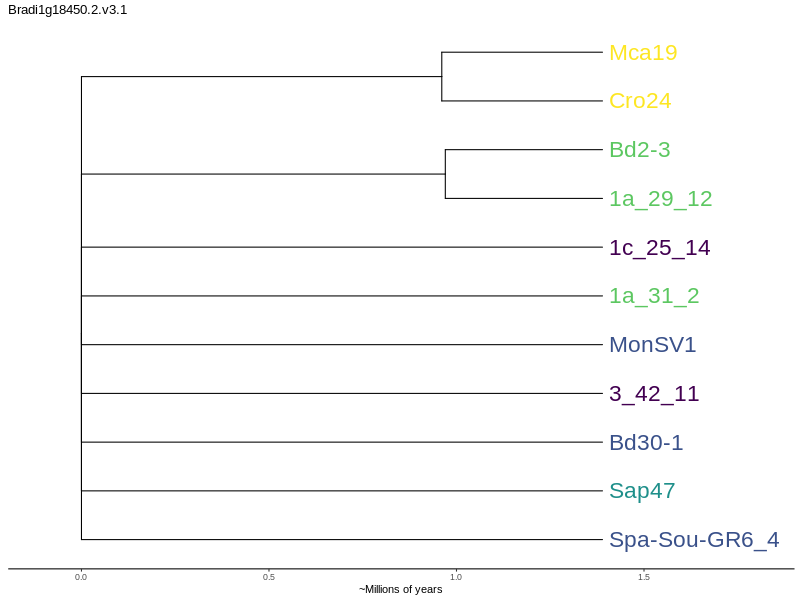 Bradi1g18450.2.v3.1
Mca19
Cro24
Bd2-3
1a_29_12
1c_25_14
1a_31_2
MonSV1
3_42_11
Bd30-1
Sap47
Spa-Sou-GR6_4
0.0 0.5 1.0 1.5
~Millions of years